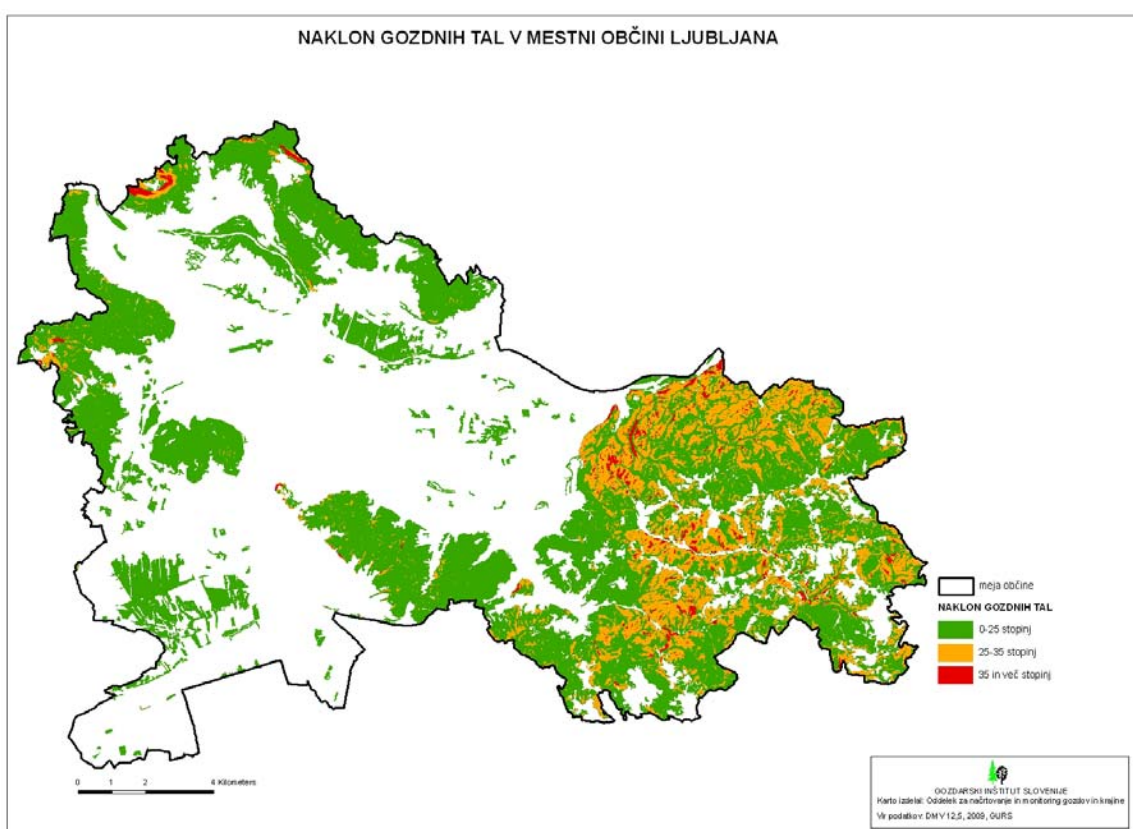 NAKLON GOZDNIH TAL V MESTNI OBČINI LJUBLJANA
meja občine
NAKLON GOZDNIH TAL
0-25 stopinj
25-35 stopinj
35 in več stopinj
0 1 2 4 Kilometers
GOZDARSKI INŠTITUT SLOVENIJE
Karto izdelal: Oddelek za načrtovanje in monitoring gozdov in krajine
Vir podatkov: DMV 12,5, 2009, GURS